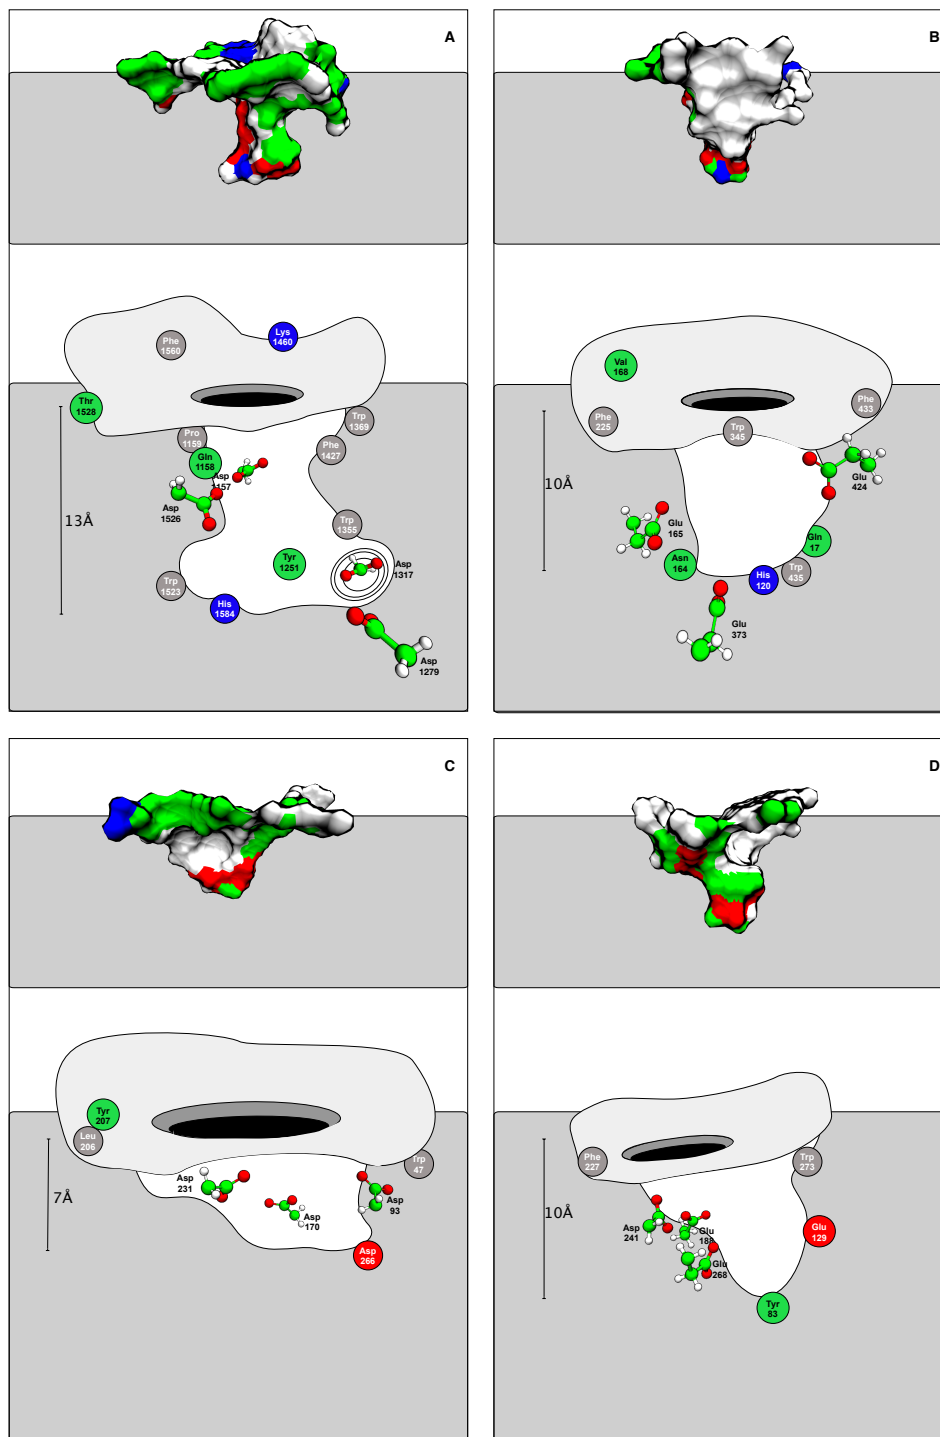 A
Lys
1460
Phe
1560
Thr
1528
Trp
1369
Pro
1159
Phe
1427
Gln
1158
Asp
1157
Asp
1526
13Å
Trp
1355
Tyr
1251
Asp
1317
Trp
1523
His
1584
Asp
1279
B
Val
168
Phe
433
Phe
225
Trp
345
10Å
Glu
424
Glu
165
Gln
17
Asn
164
Trp
435
His
120
Glu
373
C
Tyr
207
Leu
206
Trp
47
Asp
231
7Å
Asp
93
Asp
170
Asp
266
D
Phe
227
Trp
273
10Å
Asp
241
Glu
188
Glu
129
Glu
268
Tyr
83